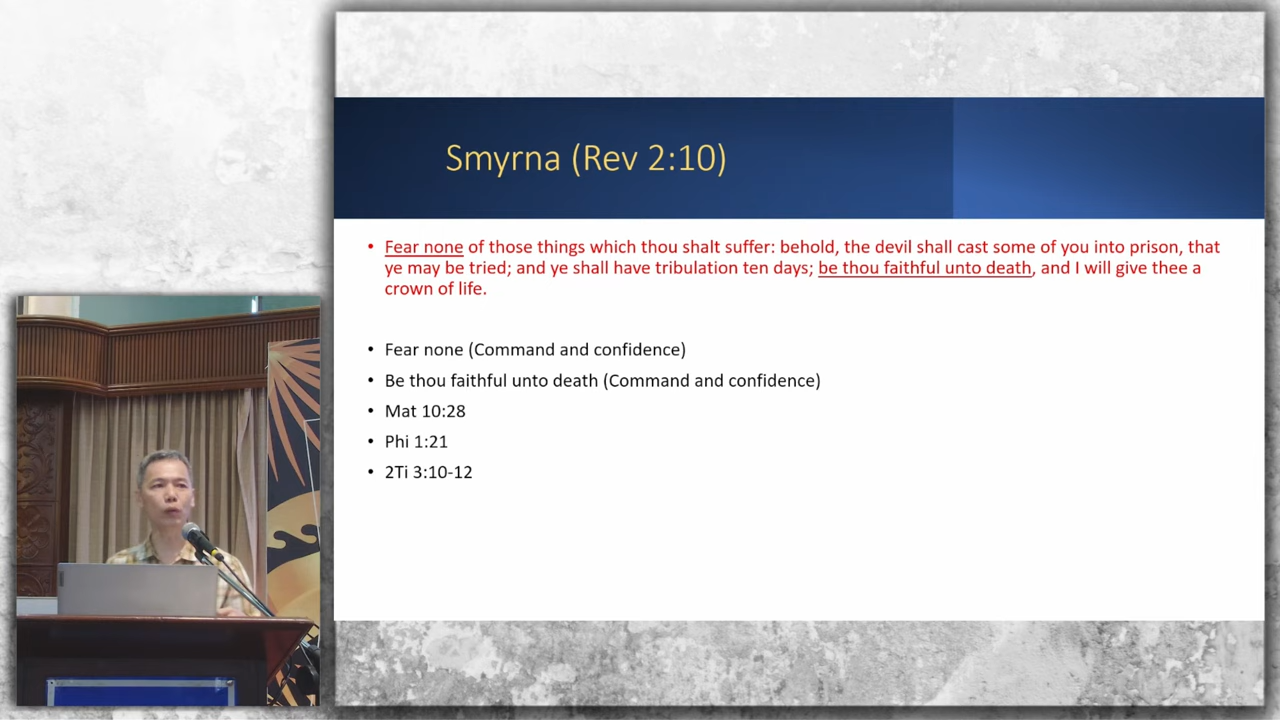 Smyrna (Rev 2:10)
• Fear none of those things which thou shalt suffer: behold, the devil shall cast some of you into prison, that
ye may be tried; and ye shall have tribulation ten days; be thou faithful unto death, and I will give thee a
crown of life.
• Fear none (Command and confidence)
• Be thou faithful unto death (Command and confidence)
• Mat 10:28
• Phi 1:21
• 2Ti 3:10-12